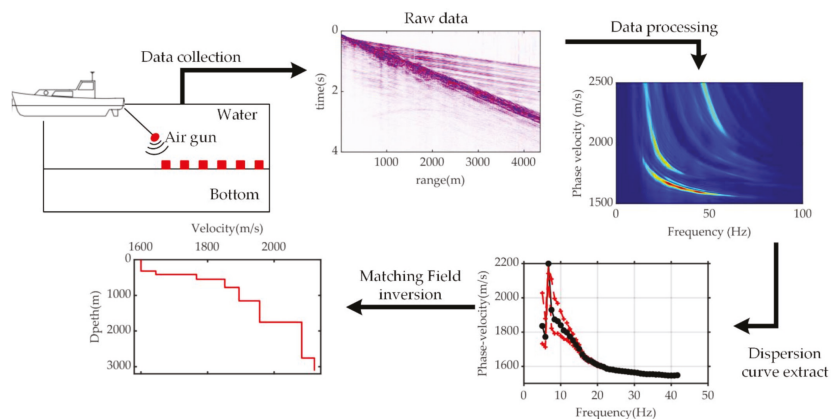 Raw data
Data collection
Data processing
Water
Air gun
Bottom
time(s)
0
2
4
0
1000
2000
3000
4000
range(m)
Phase velocity (m/s)
2500
2000
1500
0
50
100
Frequency (Hz)
Velocity(m/s)
1600
1800
2000
Dpeth(m)
0
1000
2000
3000
Matching Field
inversion
Phase-velocity(m/s)
2200
2000
1800
1600
0
10
20
30
40
50
Frequency(Hz)
Dispersion
curve extract